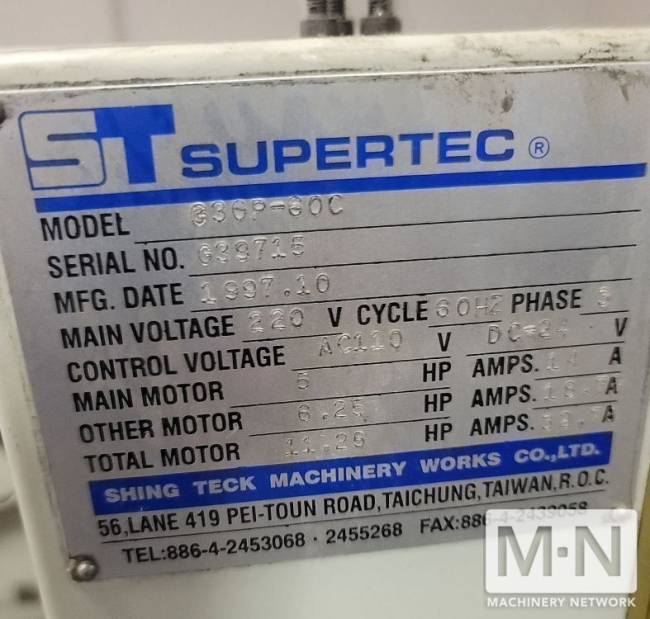 ST SUPERTEC ®
MODEL G36P-60C
SERIAL NO. G39715
MFG. DATE 1997.10
MAIN VOLTAGE 220 V CYCLE 60HZ PHASE 3
CONTROL VOLTAGE AC110 V DC-24 V
MAIN MOTOR 5 HP AMPS. 14 A
OTHER MOTOR 6.25 HP AMPS. A
TOTAL MOTOR 11.25 HP AMPS. A
SHING TECK MACHINERY WORKS CO.,LTD.
56,LANE 419 PEI-TOUN ROAD,TAICHUNG,TAIWAN,R.O.C.
TEL:886-4-2453068 · 2455268 FAX:886-4-2439058
M·N
MACHINERY NETWORK